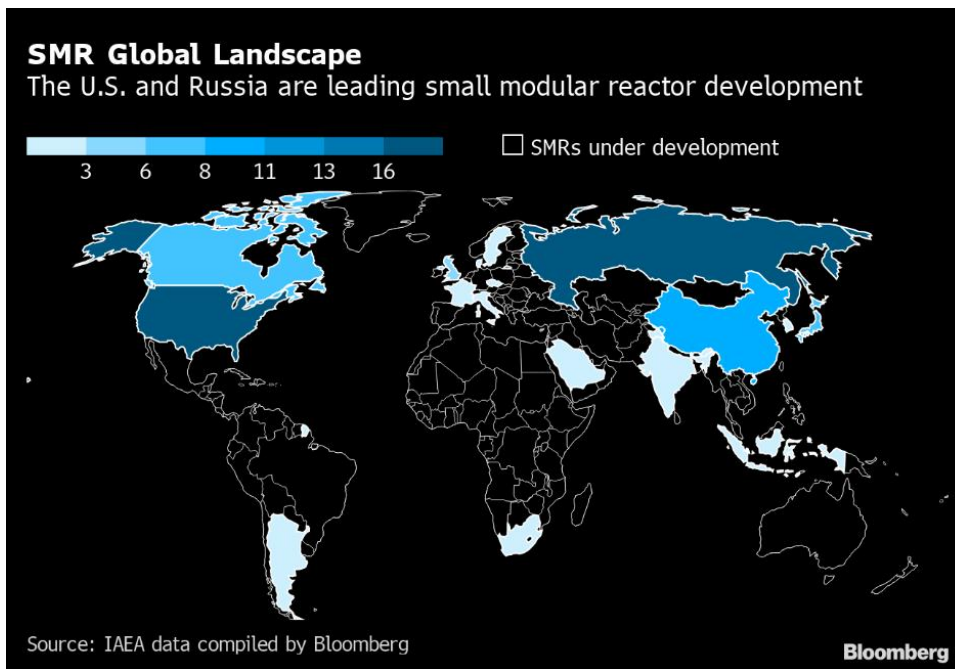 SMR Global Landscape
The U.S. and Russia are leading small modular reactor development
3 6 8 11 13 16
SMRs under development
Source: IAEA data compiled by Bloomberg
Bloomberg